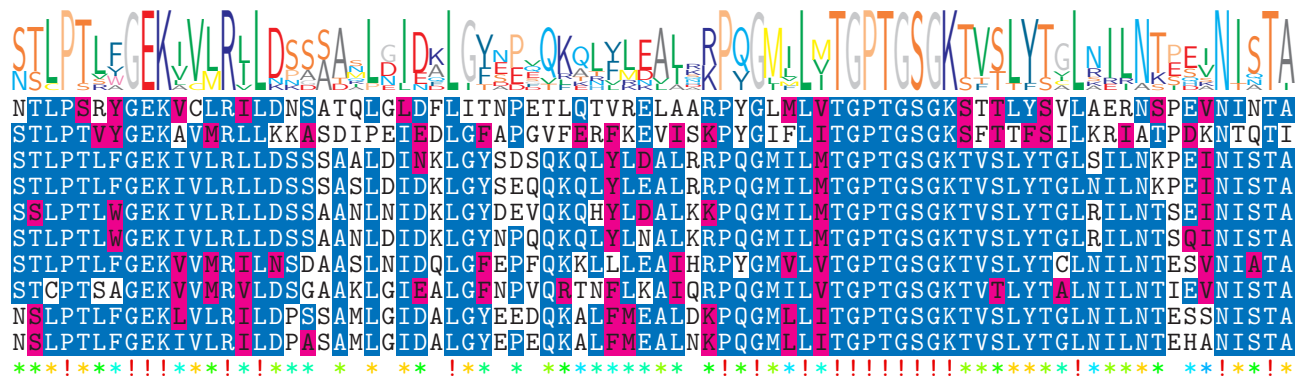 NTLPSRYGEKVCLRILDNSATQLGLDFLITNPETLQTVRELAARPYGLMLVTGPTGSGKSTTLYSVLAERNSPEVNINTA
STLPTVYGEKAVMRLLKKASDIPEIEDLGFAPGVFERFKEVISKPYGIFLITGPTGSGKSFTTFSILKRIATPDKNTQTI
STLPTLFGEKIVLRLLDSSSAALDINKLGYSDSQKQLYLDALRRPQGMILMTGPTGSGKTVSLYTGLSILNKPEINISTA
STLPTLFGEKIVLRLLDSSSASLDIDKLGYSEQQKQLYLEALRRPQGMILMTGPTGSGKTVSLYTGLNILNKPEINISTA
SSLPTLWGEKIVLRLLDSSAANLNIDKLGYDEVQKQHYLDALKKPQGMILMTGPTGSGKTVSLYTGLRILNTSEINISTA
STLPTLWGEKIVLRLLDSSAANLDIDKLGYNPQQKQLYLNALKRPQGMILMTGPTGSGKTVSLYTGLRILNTSQINISTA
STLPTLFGEKVVMRILNSDAASLNIDQLGFEPFQKKLLLEAIHRPYGMVLVTGPTGSGKTVSLYTCLNILNTESVNIATA
STCPTSAGEKVVMRVLDSGAAKLGIEALGFNPVQRTNFLKAIQRPQGMILVTGPTGSGKTVTLYTALNILNTIEVNISTA
NSLPTLFGEKLVLRILDPSSAMLGIDALGYEEDQKALFMEALDKPQGMLLITGPTGSGKTVSLYTGLNILNTESSNISTA
NSLPTLFGEKIVLRILDPASAMLGIDALGYEPEQKALFMEALNKPQGMLLITGPTGSGKTVSLYTGLNILNTEHANISTA